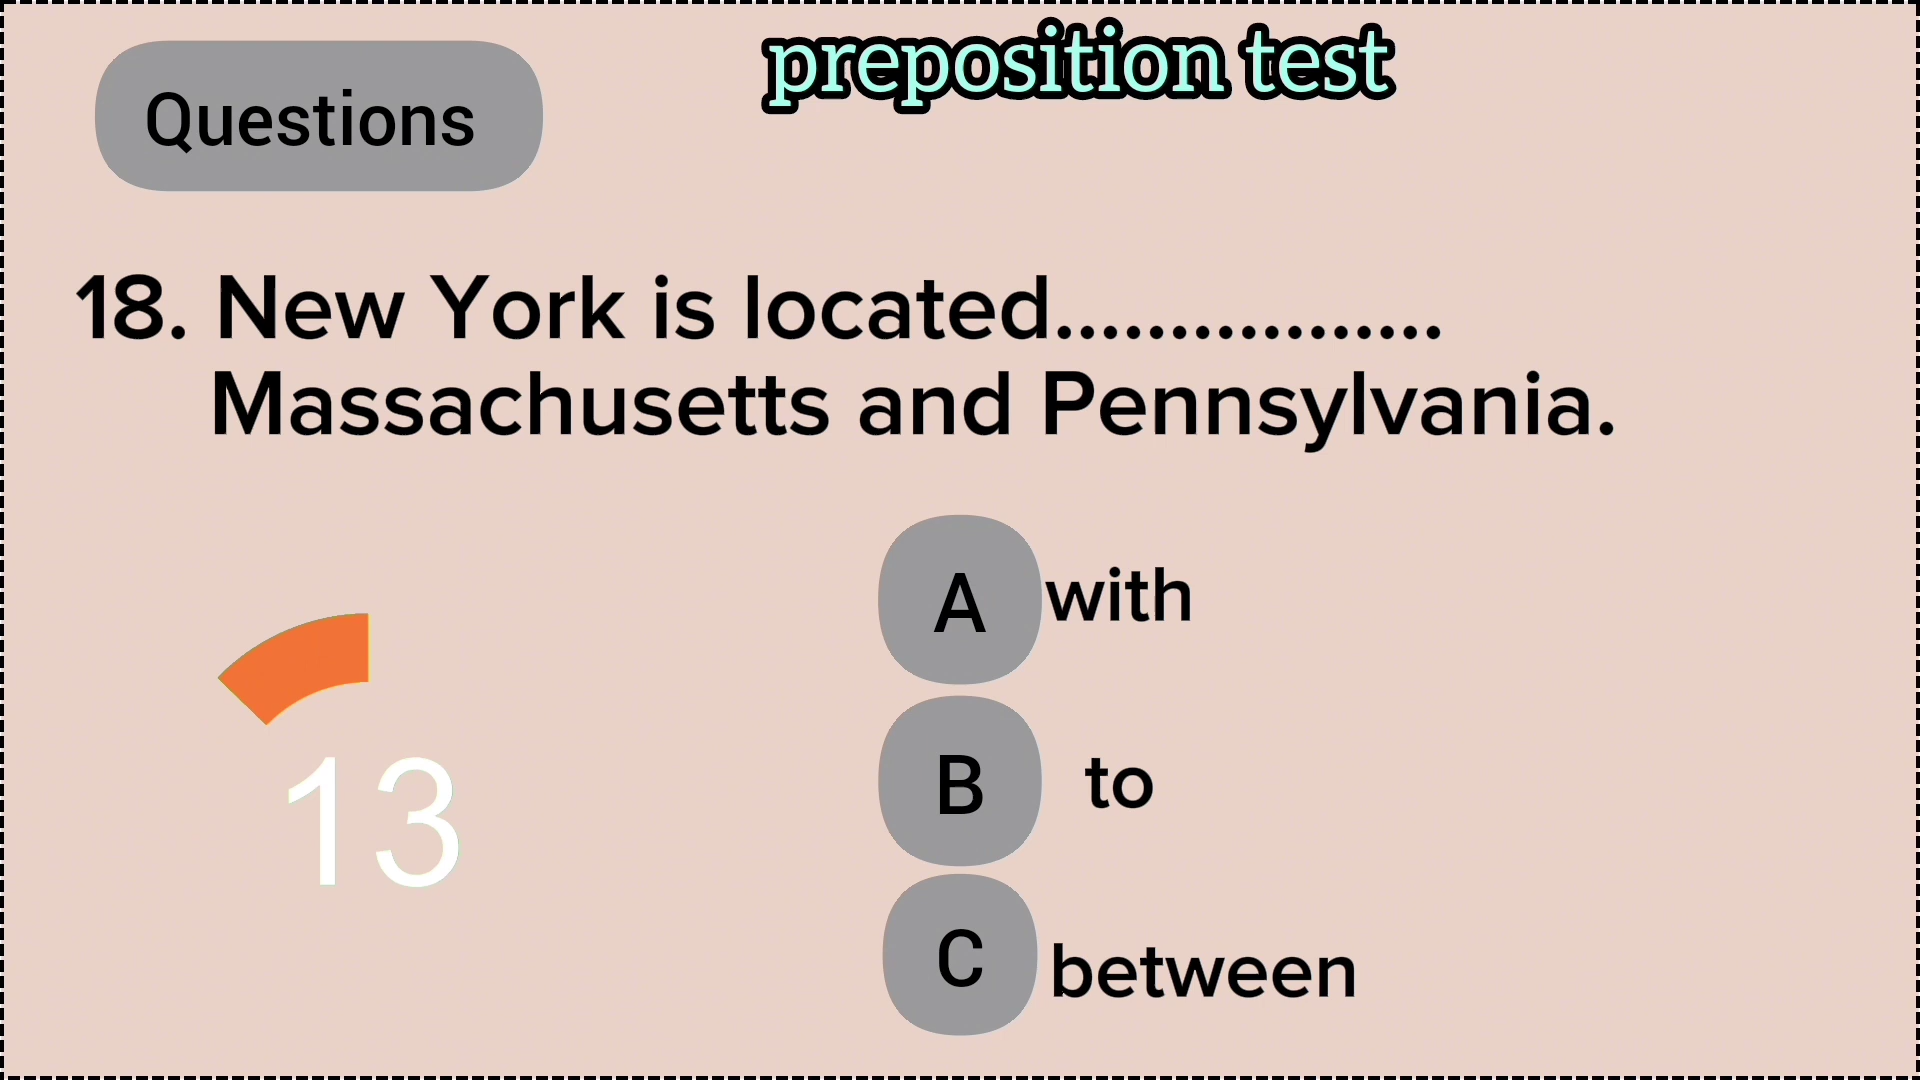 preposition test
Questions
18. New York is located.................
Massachusetts and Pennsylvania.
A with
B to
13
C between